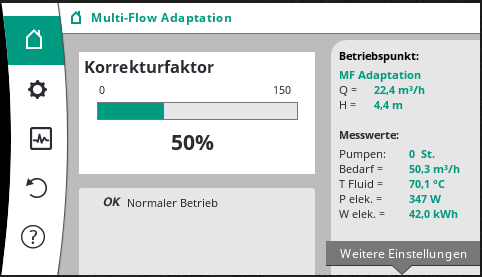 Multi-Flow Adaptation
Korrekturfaktor
0 150
50%
OK Normaler Betrieb
Betriebspunkt:
MF Adaptation
Q = 22,4 m³/h
H = 4,4 m
Messwerte:
Pumpen: 0 St.
Bedarf = 50,3 m³/h
T Fluid = 70,1 °C
P elek. = 347 W
W elek. = 42,0 kWh
Weitere Einstellungen
?